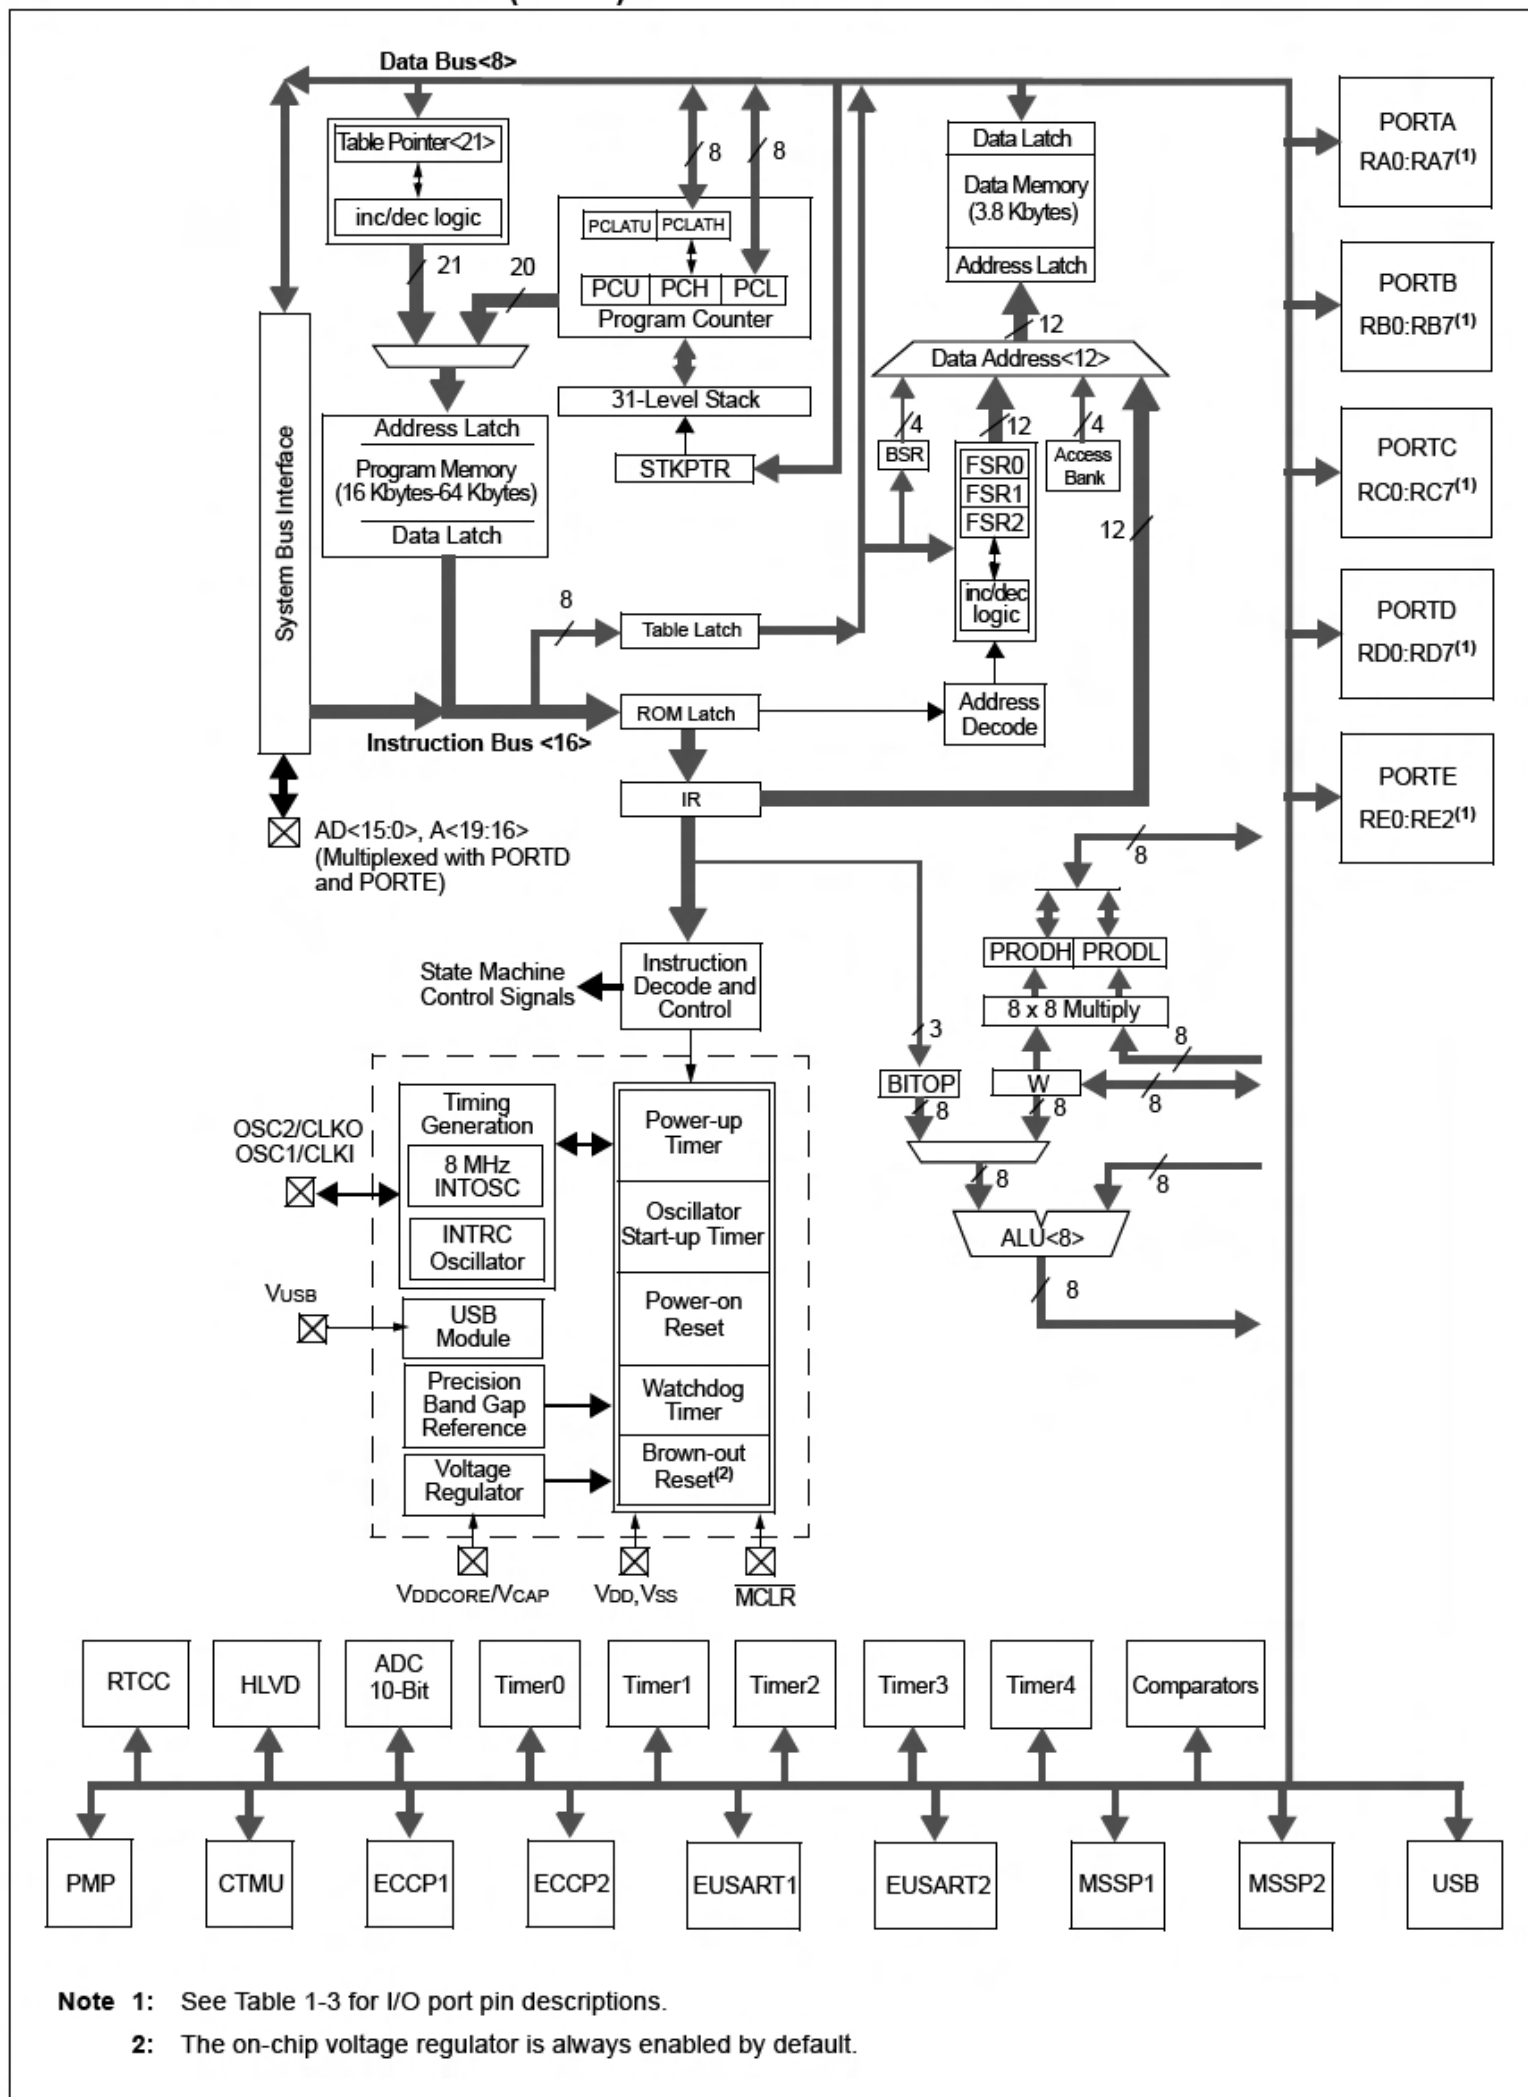 Data Bus<8>
Table Pointer<21>
inc/dec logic
21
20
8
8
PCLATU PCLATH
PCU PCH PCL
Program Counter
31-Level Stack
STKPTR
Data Latch
Data Memory
(3.8 Kbytes)
Address Latch
12
Data Address<12>
4
12
4
BSR
FSR0
FSR1
FSR2
inc/dec
logic
Access
Bank
12
Address
Decode
System Bus Interface
Address Latch
Program Memory
(16 Kbytes-64 Kbytes)
Data Latch
8
Table Latch
ROM Latch
Instruction Bus <16>
IR
AD<15:0>, A<19:16>
(Multiplexed with PORTD
and PORTE)
PORTA
RA0:RA7(1)
PORTB
RB0:RB7(1)
PORTC
RC0:RC7(1)
PORTD
RD0:RD7(1)
PORTE
RE0:RE2(1)
8
PRODH PRODL
8 x 8 Multiply
8
3
BITOP
W
8
8
8
8
8
ALU<8>
8
State Machine
Control Signals
Instruction
Decode and
Control
Timing
Generation
8 MHz
INTOSC
INTRC
Oscillator
OSC2/CLKO
OSC1/CLKI
VUSB
USB
Module
Precision
Band Gap
Reference
Voltage
Regulator
Power-up
Timer
Oscillator
Start-up Timer
Power-on
Reset
Watchdog
Timer
Brown-out
Reset(2)
VDDCORE/VCAP
VDD,VSS
MCLR
RTCC
HLVD
ADC
10-Bit
Timer0
Timer1
Timer2
Timer3
Timer4
Comparators
PMP
CTMU
ECCP1
ECCP2
EUSART1
EUSART2
MSSP1
MSSP2
USB
Note 1: See Table 1-3 for I/O port pin descriptions.
2: The on-chip voltage regulator is always enabled by default.